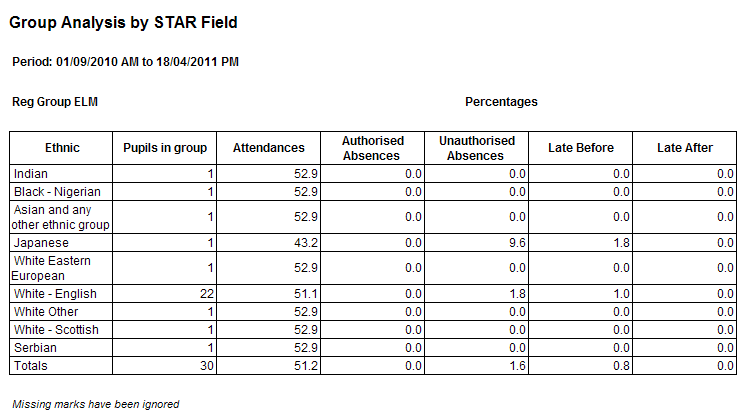 Group Analysis by STAR Field
Period: 01/09/2010 AM to 18/04/2011 PM
Reg Group ELM Percentages
Ethnic Pupils in group Attendances Authorised Absences Unauthorised Absences Late Before Late After
Indian 1 52.9 0.0 0.0 0.0 0.0
Black - Nigerian 1 52.9 0.0 0.0 0.0 0.0
Asian and any other ethnic group 1 52.9 0.0 0.0 0.0 0.0
Japanese 1 43.2 0.0 9.6 1.8 0.0
White Eastern European 1 52.9 0.0 0.0 0.0 0.0
White - English 22 51.1 0.0 1.8 1.0 0.0
White Other 1 52.9 0.0 0.0 0.0 0.0
White - Scottish 1 52.9 0.0 0.0 0.0 0.0
Serbian 1 52.9 0.0 0.0 0.0 0.0
Totals 30 51.2 0.0 1.6 0.8 0.0
Missing marks have been ignored